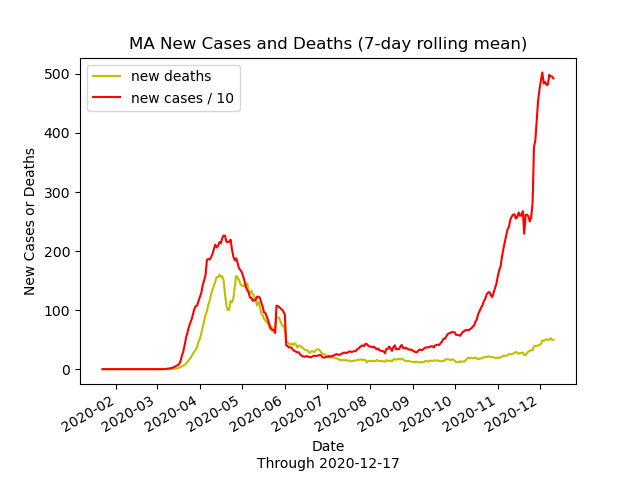 MA New Cases and Deaths (7-day rolling mean)
new deaths
new cases / 10
500
400
300
200
100
0
New Cases or Deaths
2020-02
2020-03
2020-04
2020-05
2020-06
2020-07
2020-08
2020-09
2020-10
2020-11
2020-12
Date
Through 2020-12-17